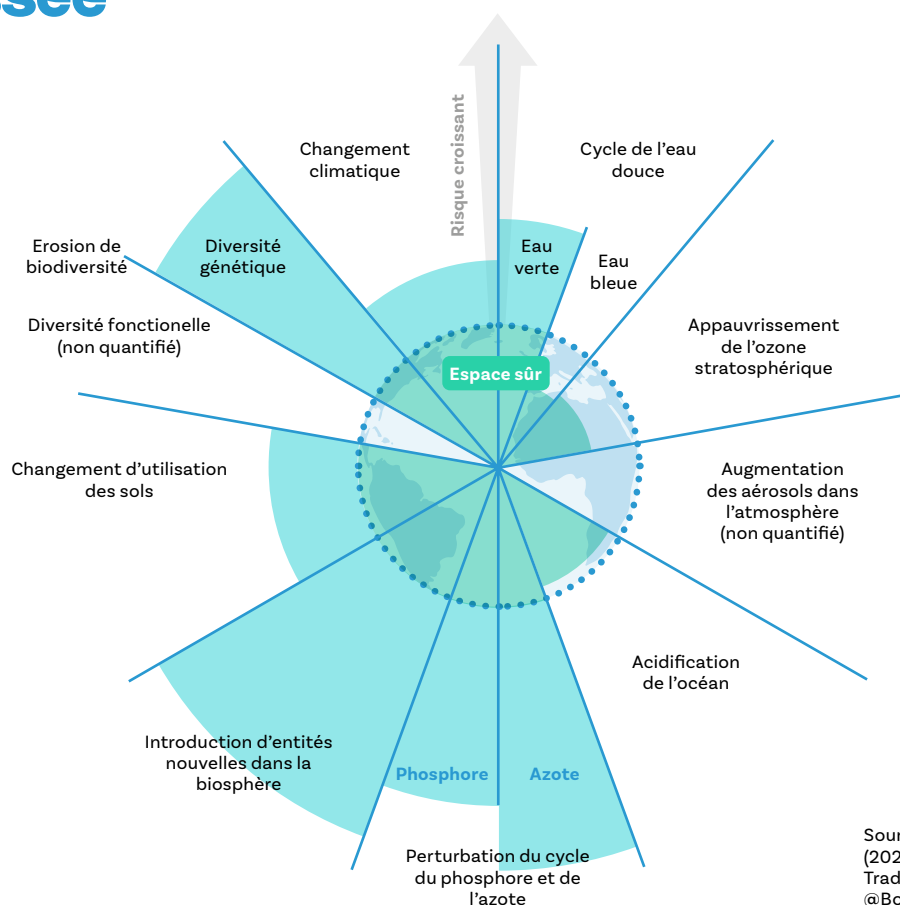 Changement
climatique
Risque croissant
Cycle de l’eau
douce
Erosion de
biodiversité
Diversité
génétique
Eau
verte
Eau
bleue
Diversité fonctionelle
(non quantifié)
Appauvrissement
de l’ozone
stratosphérique
Espace sûr
Changement d’utilisation
des sols
Augmentation
des aérosols dans
l’atmosphère
(non quantifié)
Acidification
de l’océan
Introduction d’entités
nouvelles dans la
biosphère
Phosphore
Azote
Perturbation du cycle
du phosphore et de
l’azote